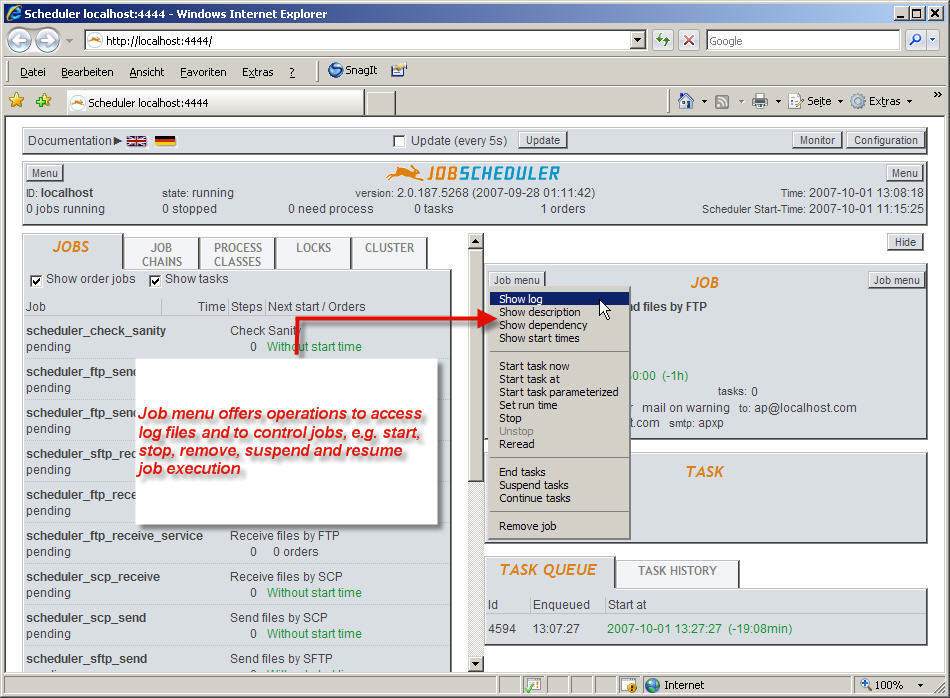 Scheduler localhost:4444 - Windows Internet Explorer
http://localhost:4444/
Google
Datei Bearbeiten Ansicht Favoriten Extras ? SnagIt
Scheduler localhost:4444
Seite Extras »
Documentation Update (every 5s) Update Monitor Configuration
Menu JOBSCHEDULER Menu
ID: localhost state: running version: 2.0.187.5268 (2007-09-28 01:11:42) Time: 2007-10-01 13:08:18
0 jobs running 0 stopped 0 need process 0 tasks 1 orders Scheduler Start-Time: 2007-10-01 11:15:25
Hide
JOBS JOB CHAINS PROCESS CLASSES LOCKS CLUSTER
Show order jobs Show tasks
Job Time Steps Next start / Orders
scheduler_check_sanity Check Sanity
pending 0 Without start time
scheduler_ftp_send
pending
scheduler_ftp_sen
pending
scheduler_sftp_rec
pending
scheduler_ftp_rece
pending
scheduler_ftp_receive_service Receive files by FTP
pending 0 0 orders
scheduler_scp_receive Receive files by SCP
pending 0 Without start time
scheduler_scp_send Send files by SCP
pending 0 Without start time
scheduler_sftp_send Send files by SFTP
pending 0 Without start time
Job menu offers operations to access
log files and to control jobs, e.g. start,
stop, remove, suspend and resume
job execution
Job menu JOB Job menu
d files by FTP
0:00 (-1h)
tasks: 0
mail on warning to: ap@localhost.com
t.com smtp: apxp
Show log
Show description
Show dependency
Show start times
Start task now
Start task at
Start task parameterized
Set run time
Stop
Unstop
Reread
End tasks
Suspend tasks
Continue tasks
Remove job
TASK
TASK QUEUE TASK HISTORY
Id Enqueued Start at
4594 13:07:27 2007-10-01 13:27:27 (-19:08min)
Internet 100%